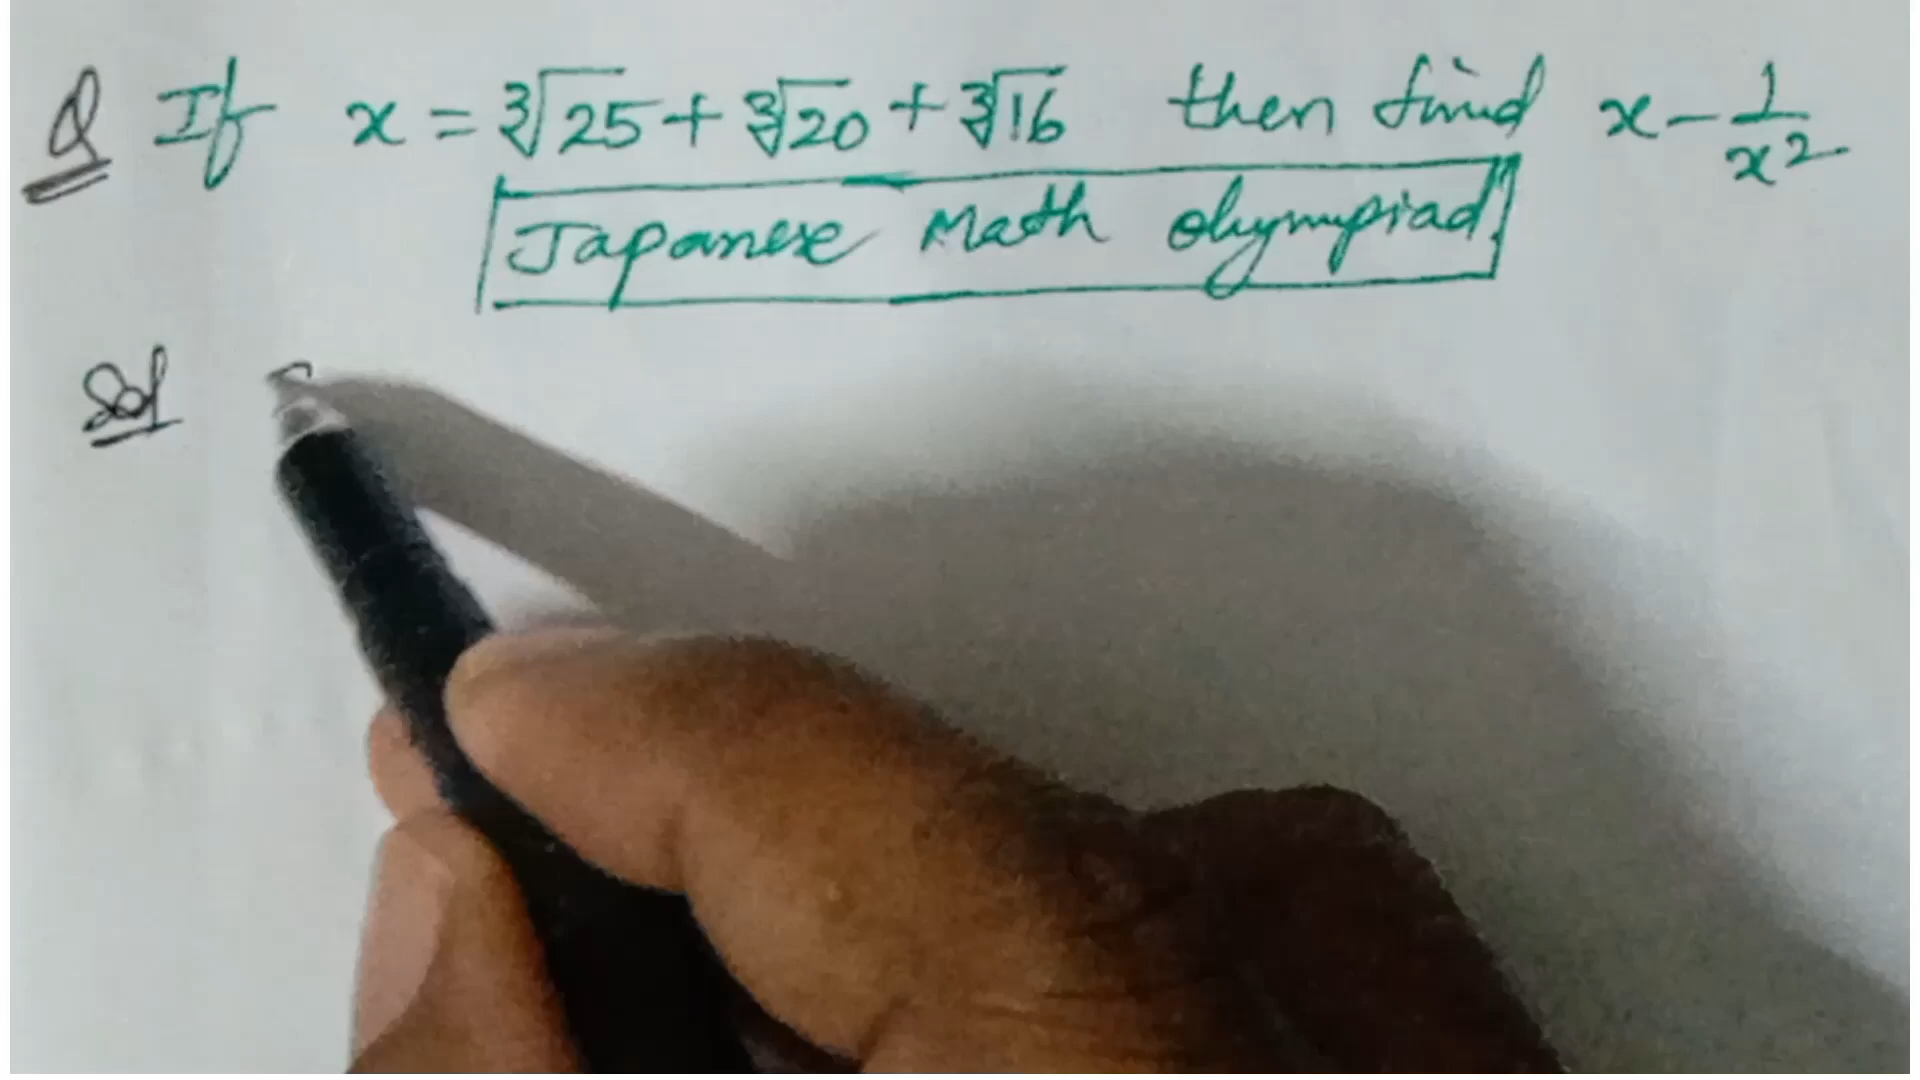 Q If x = ∛25 + ∛20 + ∛16 then find x - 1/x²
Japanese Math Olympiad
Sol